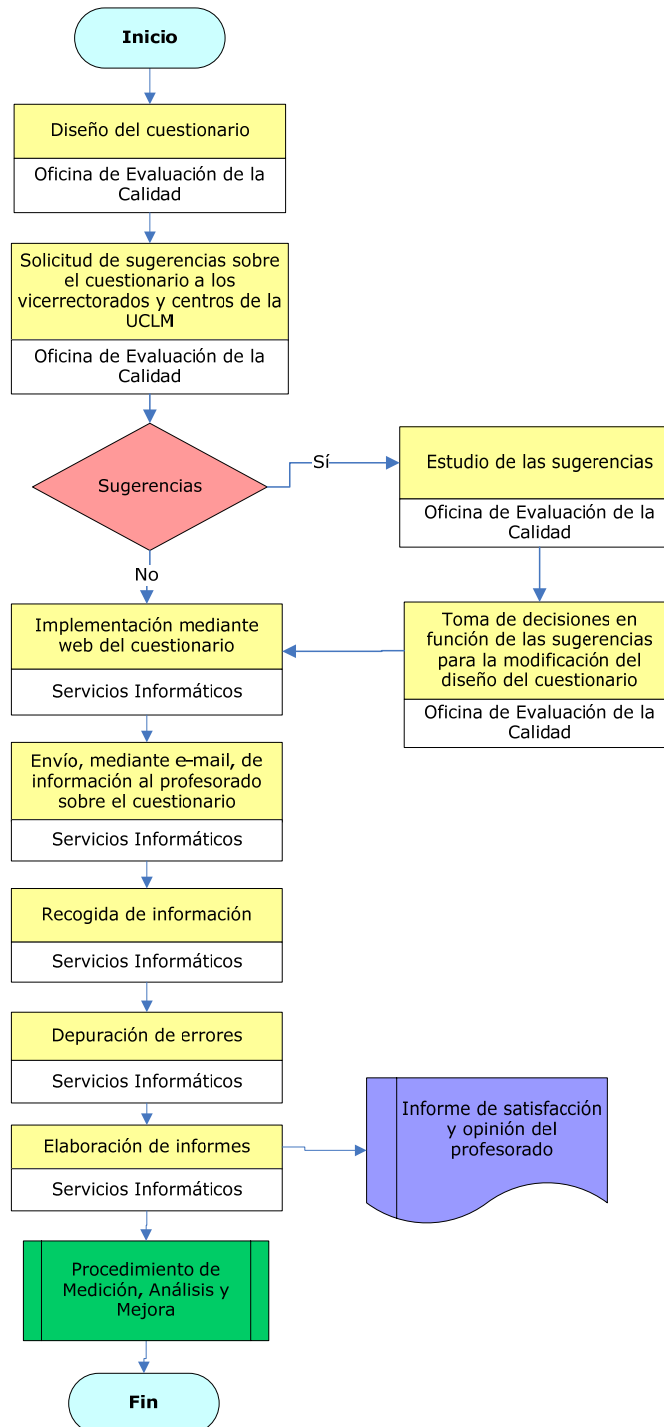 Inicio
Diseño del cuestionario
Oficina de Evaluación de la
Calidad
Solicitud de sugerencias sobre
el cuestionario a los
vicerrectorados y centros de la
UCLM
Oficina de Evaluación de la
Calidad
Sugerencias
Sí
Estudio de las sugerencias
Oficina de Evaluación de la
Calidad
Toma de decisiones en
función de las sugerencias
para la modificación del
diseño del cuestionario
Oficina de Evaluación de la
Calidad
No
Implementación mediante
web del cuestionario
Servicios Informáticos
Envío, mediante e-mail, de
información al profesorado
sobre el cuestionario
Servicios Informáticos
Recogida de información
Servicios Informáticos
Depuración de errores
Servicios Informáticos
Elaboración de informes
Servicios Informáticos
Informe de satisfacción
y opinión del
profesorado
Procedimiento de
Medición, Análisis y
Mejora
Fin